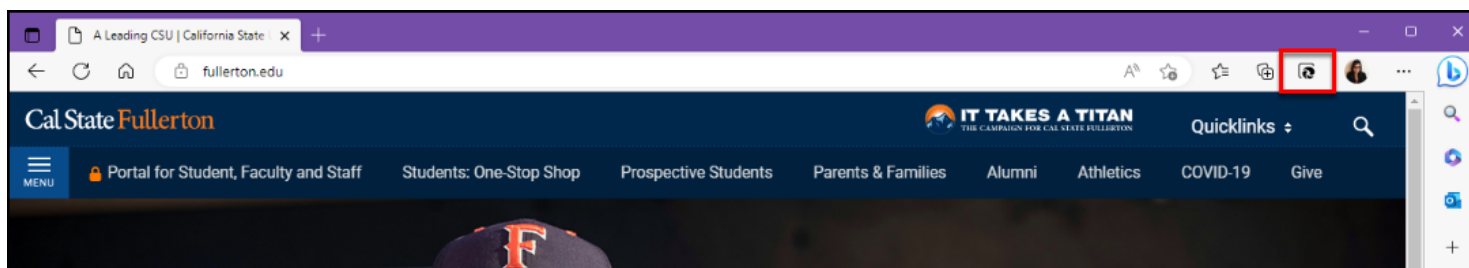 A Leading CSU | California State
fullerton.edu
Cal State Fullerton
IT TAKES A TITAN
THE CAMPAIGN FOR CAL STATE FULLERTON
Quicklinks
MENU
Portal for Student, Faculty and Staff
Students: One-Stop Shop
Prospective Students
Parents & Families
Alumni
Athletics
COVID-19
Give
F